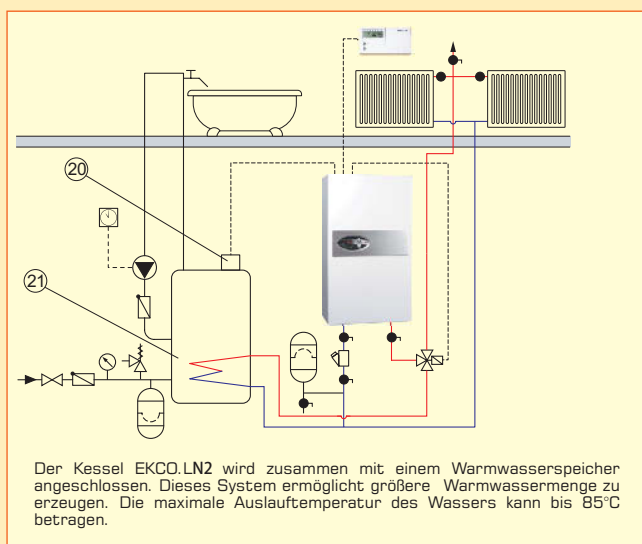 20
21
Der Kessel EKCO.LN2 wird zusammen mit einem Warmwasserspeicher
angeschlossen. Dieses System ermöglicht größere Warmwassermenge zu
erzeugen. Die maximale Auslauftemperatur des Wassers kann bis 85°C
betragen.